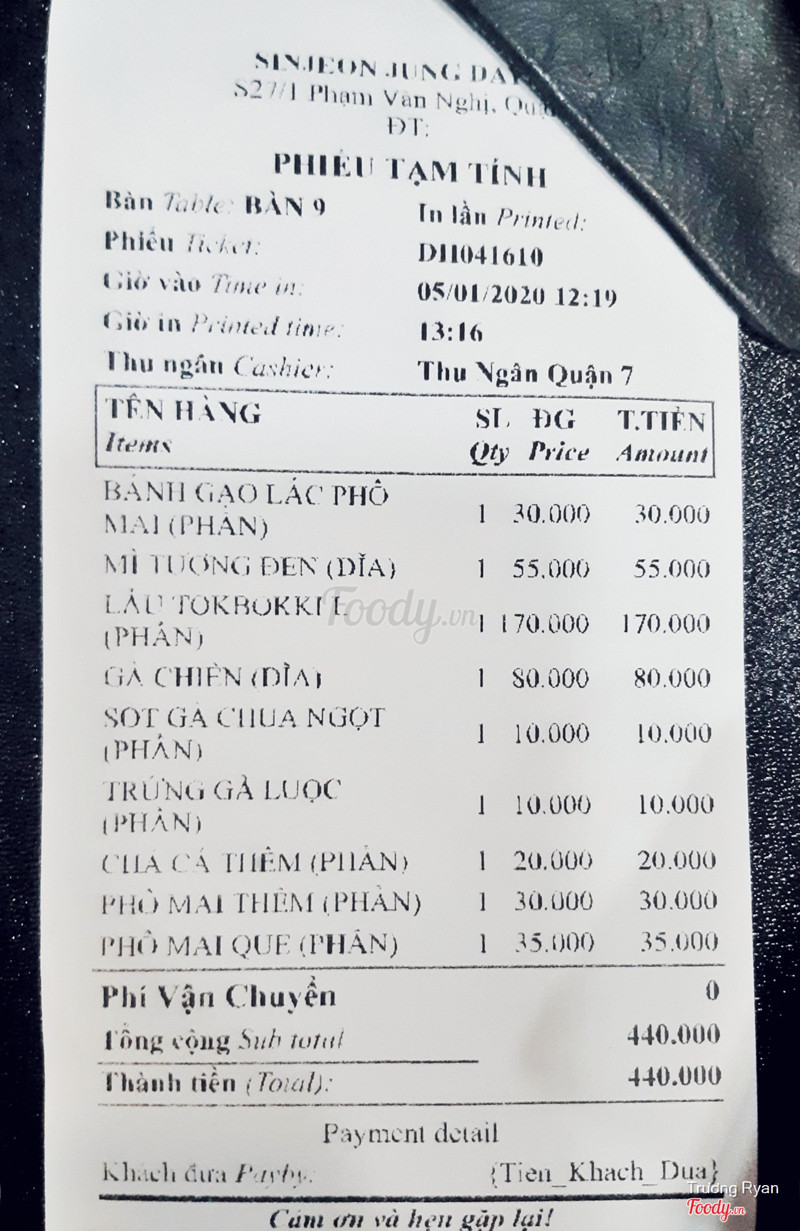 SINJEON JUNG
S27/1 Phạm Văn Nghị,
ĐT:
PHIẾU TẠM TÍNH
Bàn Table: BÀN 9
In lần Printed:
Phiếu Ticket: DH041610
Giờ vào Time in: 05/01/2020 12:19
Giờ in Printed time: 13:16
Thu ngân Cashier: Thu Ngân Quận 7
TÊN HÀNG SL ĐG T.TIỀN
Items Qty Price Amount
BÁNH GẠO LẮC PHÔ
MAI (PHẦN) 1 30.000 30.000
MÌ TƯƠNG ĐEN (DĨA) 1 55.000 55.000
LẨU TOKBOKKI L
(PHẦN) 1 170.000 170.000
GÀ CHIÊN (DĨA) 1 80.000 80.000
SOT GÀ CHUA NGỌT
(PHẦN) 1 10.000 10.000
TRỨNG GÀ LUỘC
(PHẦN) 1 10.000 10.000
CHẢ CÁ THÊM (PHẦN) 1 20.000 20.000
PHÔ MAI THÊM (PHẦN) 1 30.000 30.000
PHÔ MAI QUE (PHẦN) 1 35.000 35.000
Phí Vận Chuyển 0
Tổng cộng Sub total 440.000
Thành tiền (Total): 440.000
Payment detail
Khách đưa Payby: {Tien_Khach_Dua}
Cám ơn và hẹn gặp lại!
Foody.vn
Trương Ryan
Foody.vn